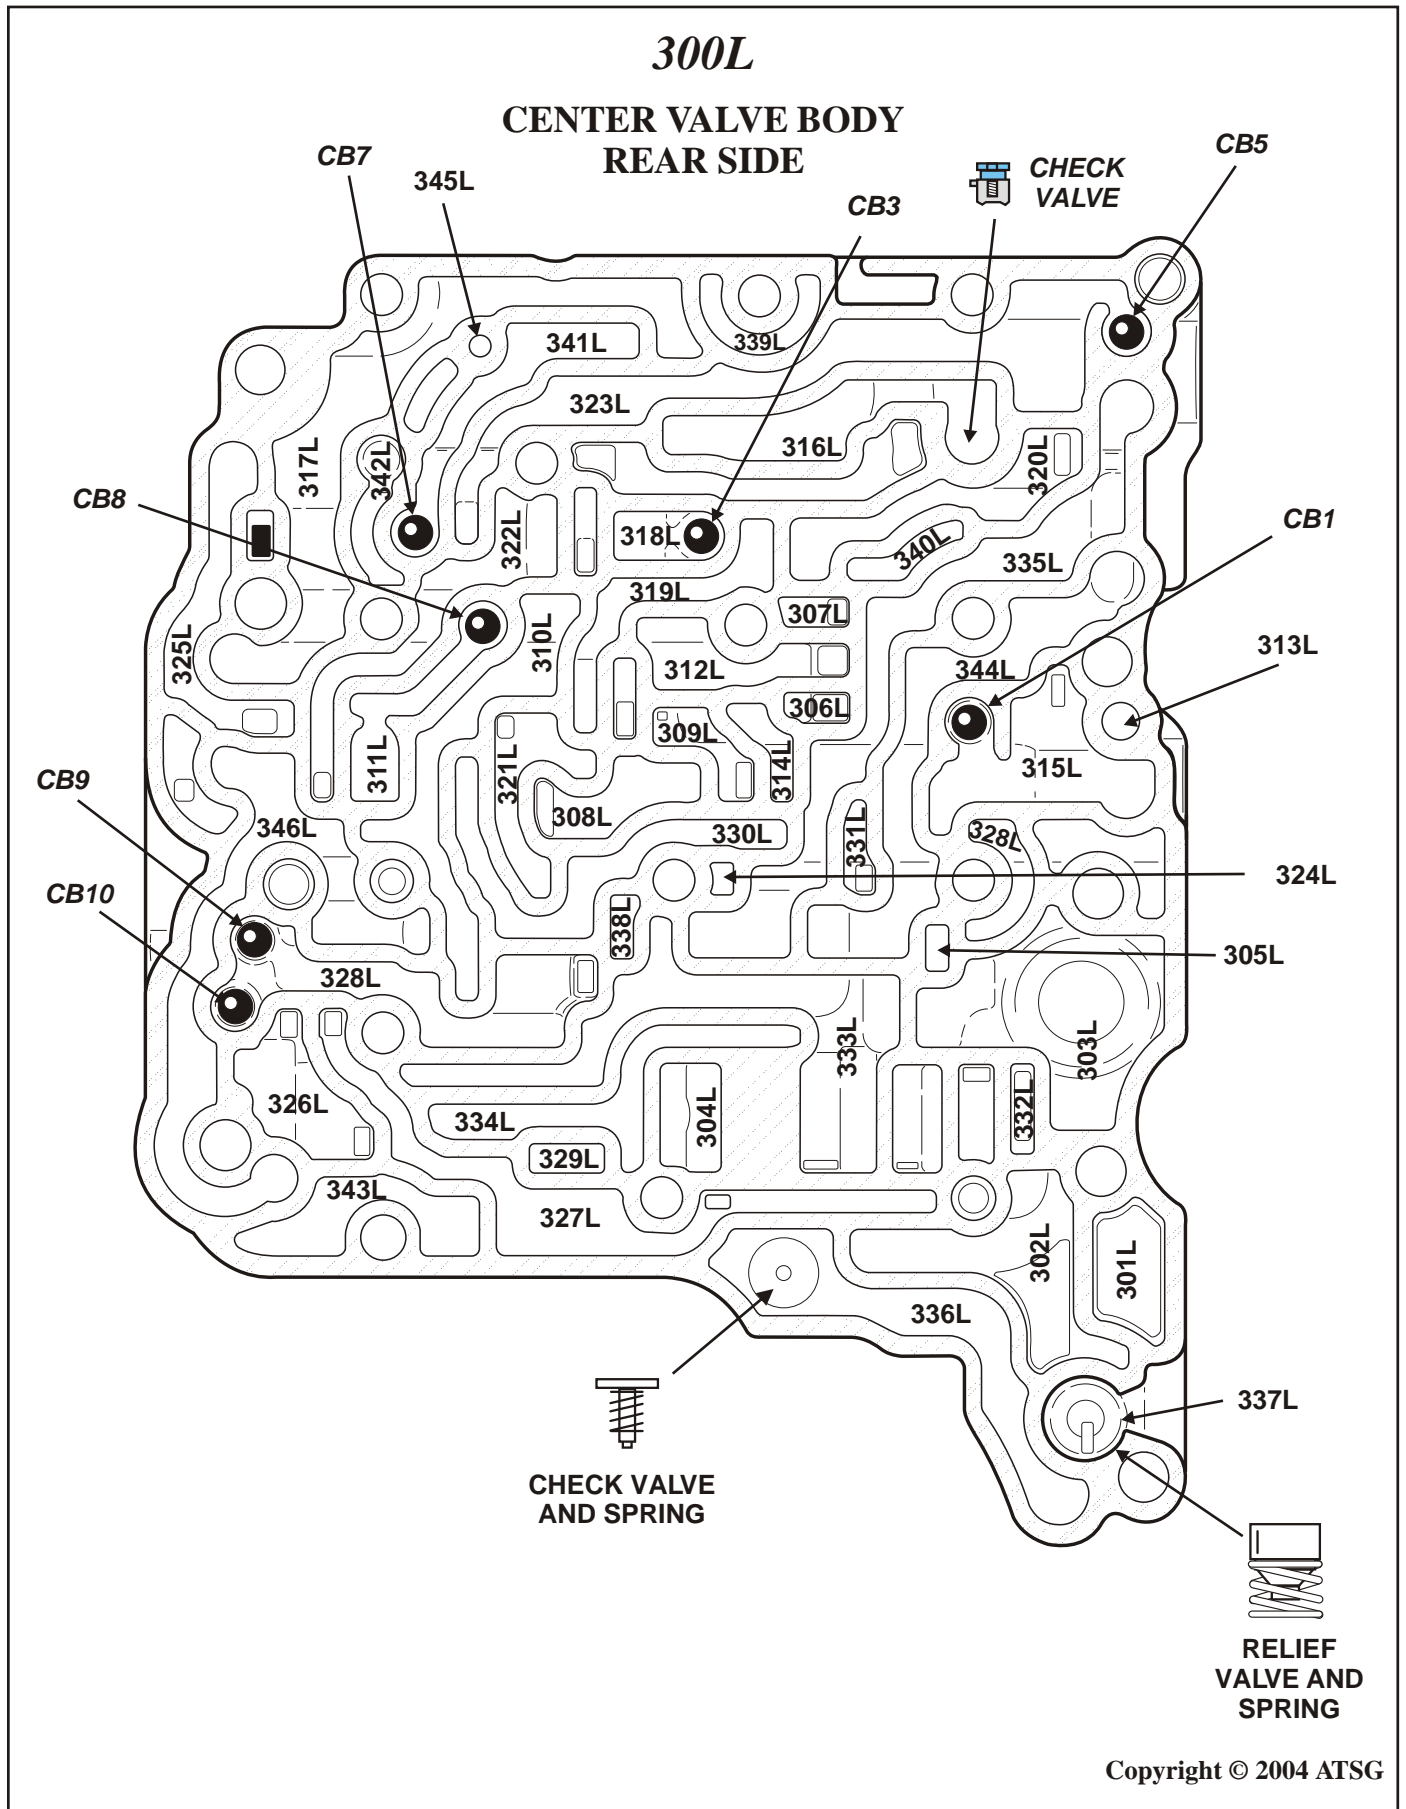 300L
CENTER VALVE BODY
REAR SIDE
CB7
345L
CB3
CHECK
VALVE
CB5
341L
339L
323L
316L
317L
342L
320L
CB8
322L
318L
340L
335L
CB1
319L
307L
325L
310L
312L
344L
313L
306L
309L
311L
321L
314L
315L
CB9
308L
346L
330L
331L
328L
324L
CB10
338L
305L
328L
333L
303L
326L
334L
304L
332L
329L
343L
327L
302L
301L
336L
337L
CHECK VALVE
AND SPRING
RELIEF
VALVE AND
SPRING
Copyright © 2004 ATSG